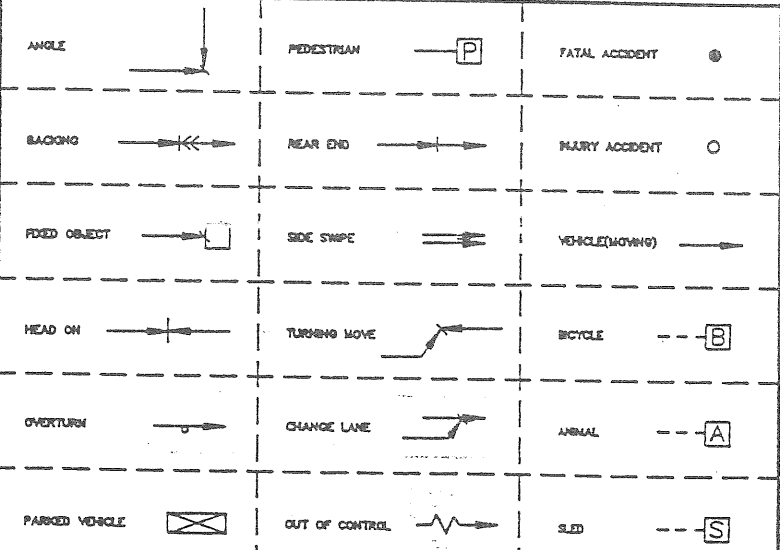 ANGLE
PEDESTRIAN P
FATAL ACCIDENT
BACKING
REAR END
INJURY ACCIDENT
FIXED OBJECT
SIDE SWIPE
VEHICLE(MOVING)
HEAD ON
TURNING MOVE
BICYCLE B
OVERTURN
CHANGE LANE
ANIMAL A
PARKED VEHICLE
OUT OF CONTROL
SLED S